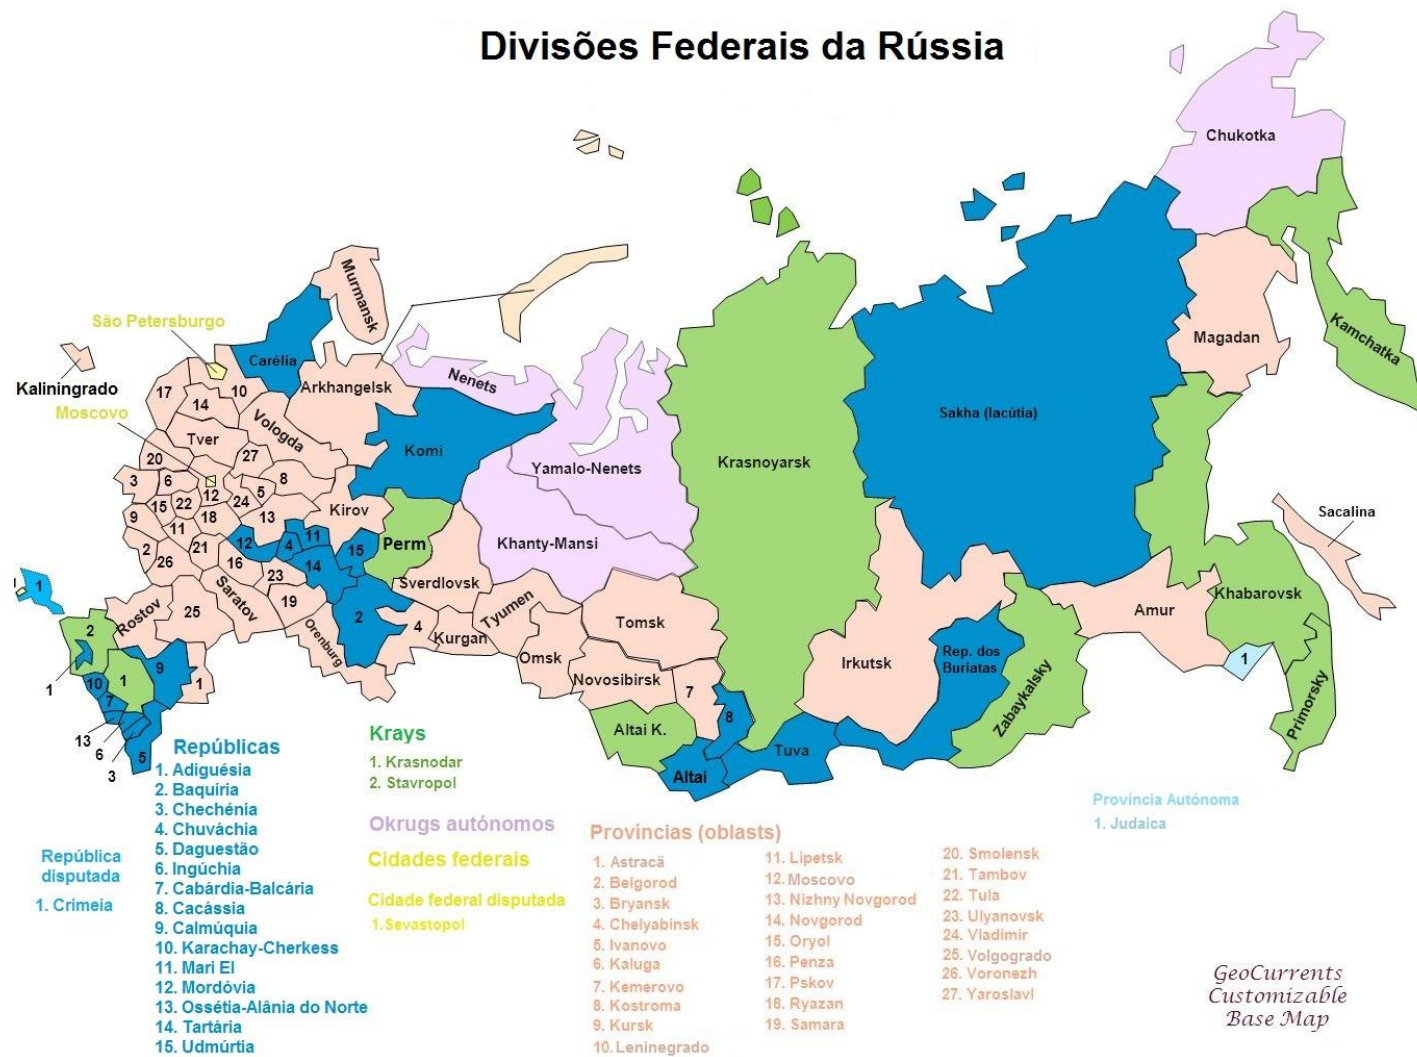 Divisões Federais da Rússia
Chukotka
Murmansk
São Petersburgo
Kaliningrado
Moscovo
Carélia
Arkhangelsk
Nenets
Kamchatka
Magadan
Sakha (Iacútia)
17
10
14
Vologda
Tver
Komi
Krasnoyarsk
Yamalo-Nenets
20
27
3
6
8
5
12
24
15
22
Kirov
Sacalina
9
18
13
11
12
4
11
15
Perm
Khanty-Mansi
2
26
21
16
14
23
Sverdlovsk
1
Saratov
19
2
Tyumen
Tomsk
Amur
Khabarovsk
Rostov
25
2
Orenburg
4
Kurgan
Omsk
Irkutsk
Rep. dos
Buriatas
1
9
1
10
1
1
7
Novosibirsk
7
Zabaykalsky
Primorsky
8
Altai K.
Tuva
Altai
13
6
3
5
Repúblicas
1. Adiguésia
2. Baquíria
3. Chechénia
4. Chuváchia
5. Daguestão
6. Ingúchia
7. Cabárdia-Balcária
8. Cacássia
9. Calmúquia
10. Karachay-Cherkess
11. Mari El
12. Mordóvia
13. Ossétia-Alânia do Norte
14. Tartária
15. Udmúrtia
República
disputada
1. Crimeia
Krays
1. Krasnodar
2. Stavropol
Okrugs autónomos
Cidades federais
Cidade federal disputada
1.Sevastopol
Províncias (oblasts)
1. Astracã
2. Belgorod
3. Bryansk
4. Chelyabinsk
5. Ivanovo
6. Kaluga
7. Kemerovo
8. Kostroma
9. Kursk
10. Leninegrado
11. Lipetsk
12. Moscovo
13. Nizhny Novgorod
14. Novgorod
15. Oryol
16. Penza
17. Pskov
18. Ryazan
19. Samara
20. Smolensk
21. Tambov
22. Tula
23. Ulyanovsk
24. Vladimir
25. Volgogrado
26. Voronezh
27. Yaroslavl
Província Autónoma
1. Judaica
GeoCurrents
Customizable
Base Map